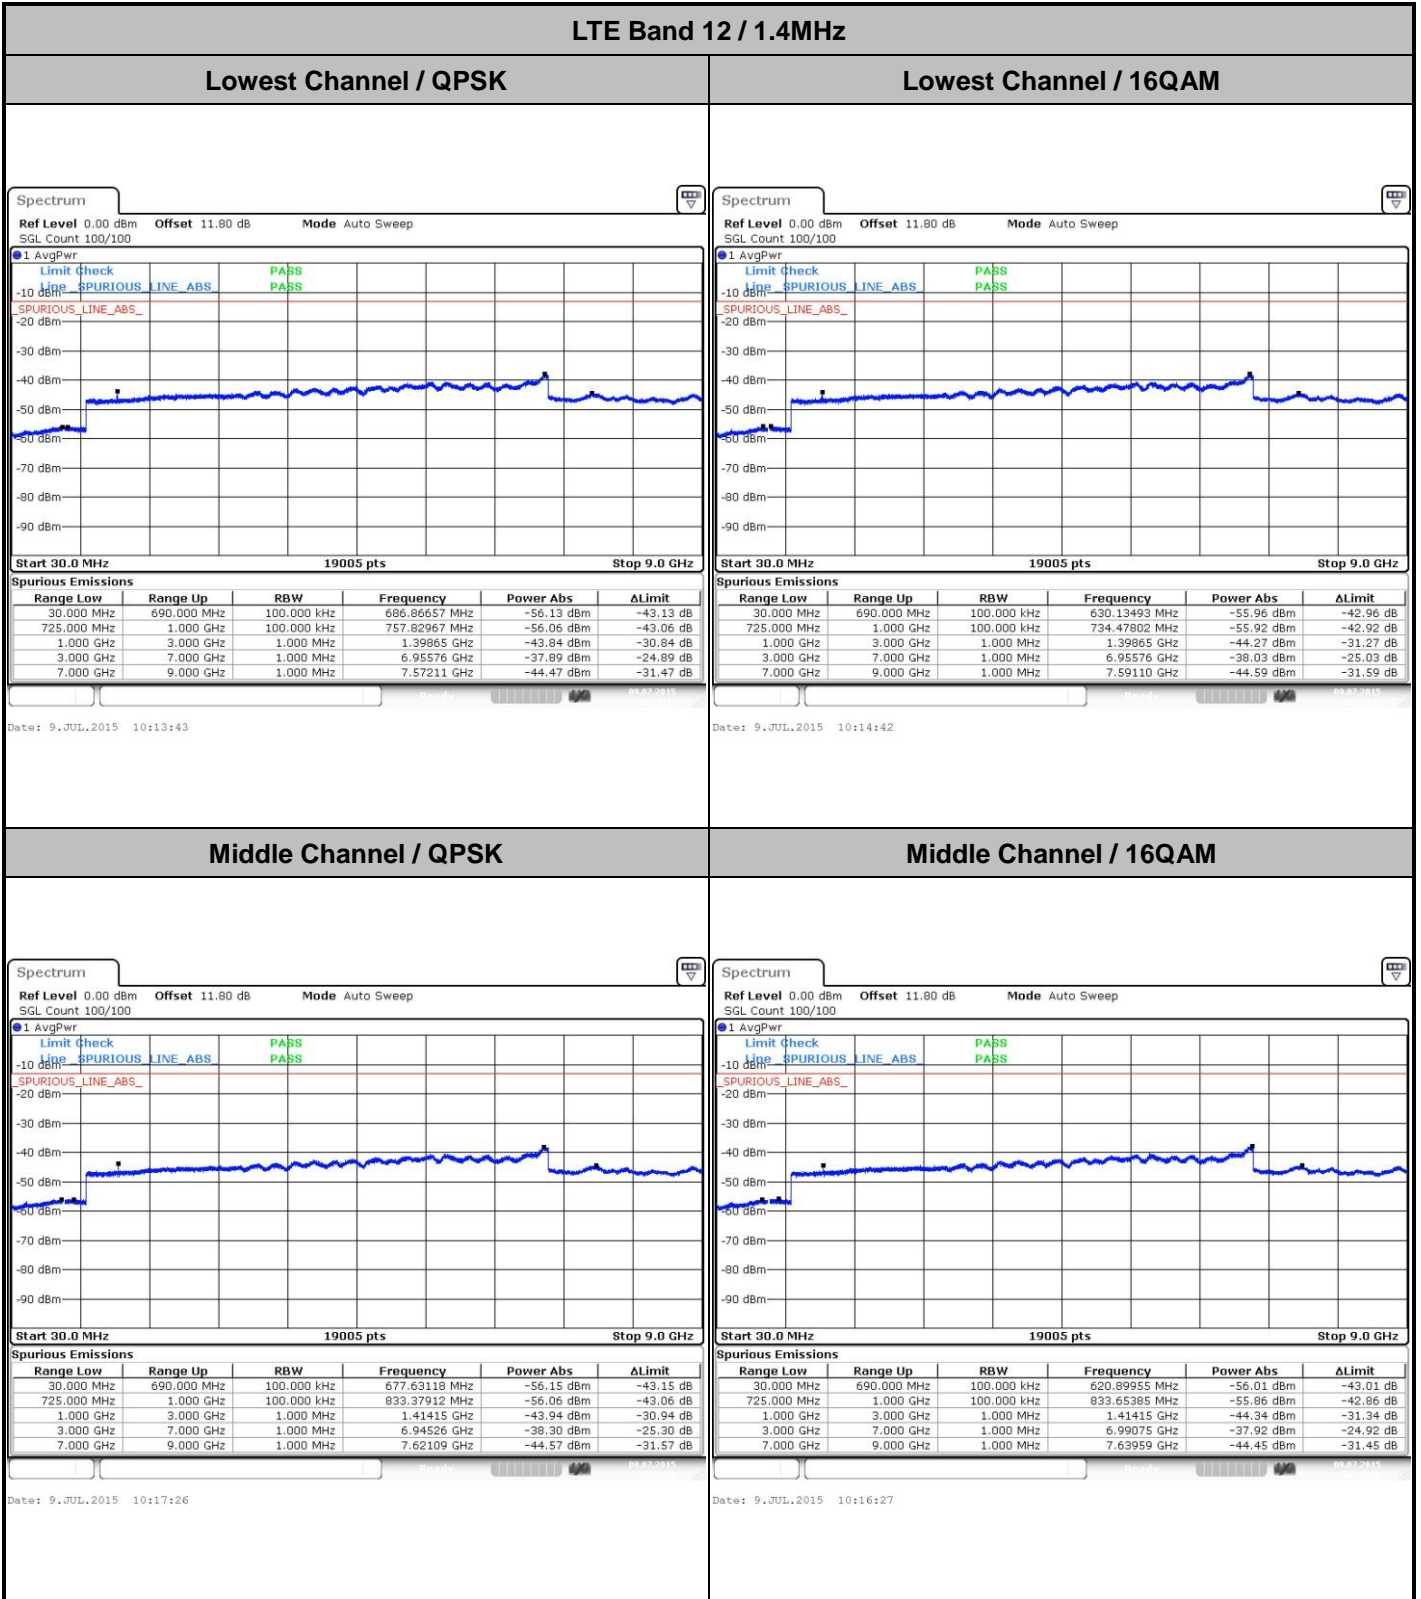 LTE Band 12 / 1.4MHz
Lowest Channel / QPSK
Lowest Channel / 16QAM
Spectrum
Ref Level 0.00 dBm Offset 11.80 dB Mode Auto Sweep
SGL Count 100/100
1 AvgPwr
Limit Check PASS
Line _SPURIOUS_LINE_ABS_ PASS
-10 dBm
_SPURIOUS_LINE_ABS_
-20 dBm
-30 dBm
-40 dBm
-50 dBm
-60 dBm
-70 dBm
-80 dBm
-90 dBm
Start 30.0 MHz 19005 pts Stop 9.0 GHz
Spurious Emissions
Range Low Range Up RBW Frequency Power Abs ΔLimit
30.000 MHz 690.000 MHz 100.000 kHz 686.86657 MHz -56.13 dBm -43.13 dB
725.000 MHz 1.000 GHz 100.000 kHz 757.82967 MHz -56.06 dBm -43.06 dB
1.000 GHz 3.000 GHz 1.000 MHz 1.39865 GHz -43.84 dBm -30.84 dB
3.000 GHz 7.000 GHz 1.000 MHz 6.95576 GHz -37.89 dBm -24.89 dB
7.000 GHz 9.000 GHz 1.000 MHz 7.57211 GHz -44.47 dBm -31.47 dB
Ready 09.07.2015
Date: 9.JUL.2015 10:13:43
Spectrum
Ref Level 0.00 dBm Offset 11.80 dB Mode Auto Sweep
SGL Count 100/100
1 AvgPwr
Limit Check PASS
Line _SPURIOUS_LINE_ABS_ PASS
-10 dBm
_SPURIOUS_LINE_ABS_
-20 dBm
-30 dBm
-40 dBm
-50 dBm
-60 dBm
-70 dBm
-80 dBm
-90 dBm
Start 30.0 MHz 19005 pts Stop 9.0 GHz
Spurious Emissions
Range Low Range Up RBW Frequency Power Abs ΔLimit
30.000 MHz 690.000 MHz 100.000 kHz 630.13493 MHz -55.96 dBm -42.96 dB
725.000 MHz 1.000 GHz 100.000 kHz 734.47802 MHz -55.92 dBm -42.92 dB
1.000 GHz 3.000 GHz 1.000 MHz 1.39865 GHz -44.27 dBm -31.27 dB
3.000 GHz 7.000 GHz 1.000 MHz 6.95576 GHz -38.03 dBm -25.03 dB
7.000 GHz 9.000 GHz 1.000 MHz 7.59110 GHz -44.59 dBm -31.59 dB
Ready 09.07.2015
Date: 9.JUL.2015 10:14:42
Middle Channel / QPSK
Middle Channel / 16QAM
Spectrum
Ref Level 0.00 dBm Offset 11.80 dB Mode Auto Sweep
SGL Count 100/100
1 AvgPwr
Limit Check PASS
Line _SPURIOUS_LINE_ABS_ PASS
-10 dBm
_SPURIOUS_LINE_ABS_
-20 dBm
-30 dBm
-40 dBm
-50 dBm
-60 dBm
-70 dBm
-80 dBm
-90 dBm
Start 30.0 MHz 19005 pts Stop 9.0 GHz
Spurious Emissions
Range Low Range Up RBW Frequency Power Abs ΔLimit
30.000 MHz 690.000 MHz 100.000 kHz 677.63118 MHz -56.15 dBm -43.15 dB
725.000 MHz 1.000 GHz 100.000 kHz 833.37912 MHz -56.06 dBm -43.06 dB
1.000 GHz 3.000 GHz 1.000 MHz 1.41415 GHz -43.94 dBm -30.94 dB
3.000 GHz 7.000 GHz 1.000 MHz 6.94526 GHz -38.30 dBm -25.30 dB
7.000 GHz 9.000 GHz 1.000 MHz 7.62109 GHz -44.57 dBm -31.57 dB
Ready 09.07.2015
Date: 9.JUL.2015 10:17:26
Spectrum
Ref Level 0.00 dBm Offset 11.80 dB Mode Auto Sweep
SGL Count 100/100
1 AvgPwr
Limit Check PASS
Line _SPURIOUS_LINE_ABS_ PASS
-10 dBm
_SPURIOUS_LINE_ABS_
-20 dBm
-30 dBm
-40 dBm
-50 dBm
-60 dBm
-70 dBm
-80 dBm
-90 dBm
Start 30.0 MHz 19005 pts Stop 9.0 GHz
Spurious Emissions
Range Low Range Up RBW Frequency Power Abs ΔLimit
30.000 MHz 690.000 MHz 100.000 kHz 620.89955 MHz -56.01 dBm -43.01 dB
725.000 MHz 1.000 GHz 100.000 kHz 833.65385 MHz -55.86 dBm -42.86 dB
1.000 GHz 3.000 GHz 1.000 MHz 1.41415 GHz -44.34 dBm -31.34 dB
3.000 GHz 7.000 GHz 1.000 MHz 6.99075 GHz -37.92 dBm -24.92 dB
7.000 GHz 9.000 GHz 1.000 MHz 7.63959 GHz -44.45 dBm -31.45 dB
Ready 09.07.2015
Date: 9.JUL.2015 10:16:27